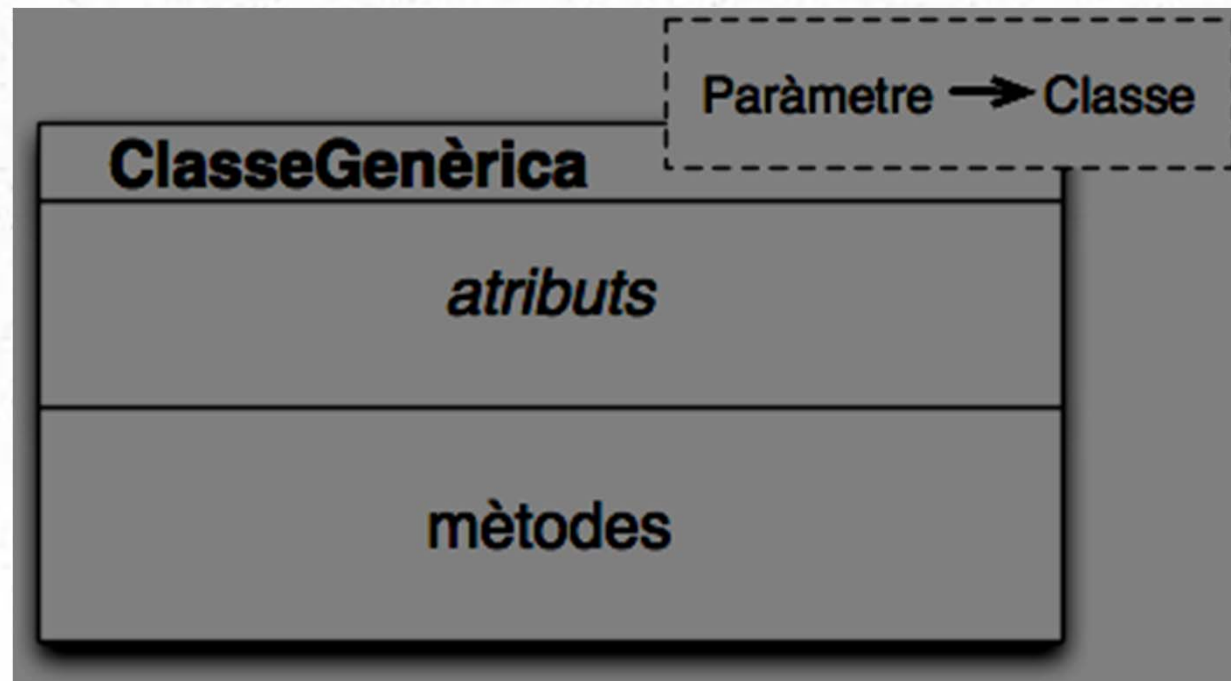 Paràmetre → Classe
ClasseGenèrica
atributs
mètodes